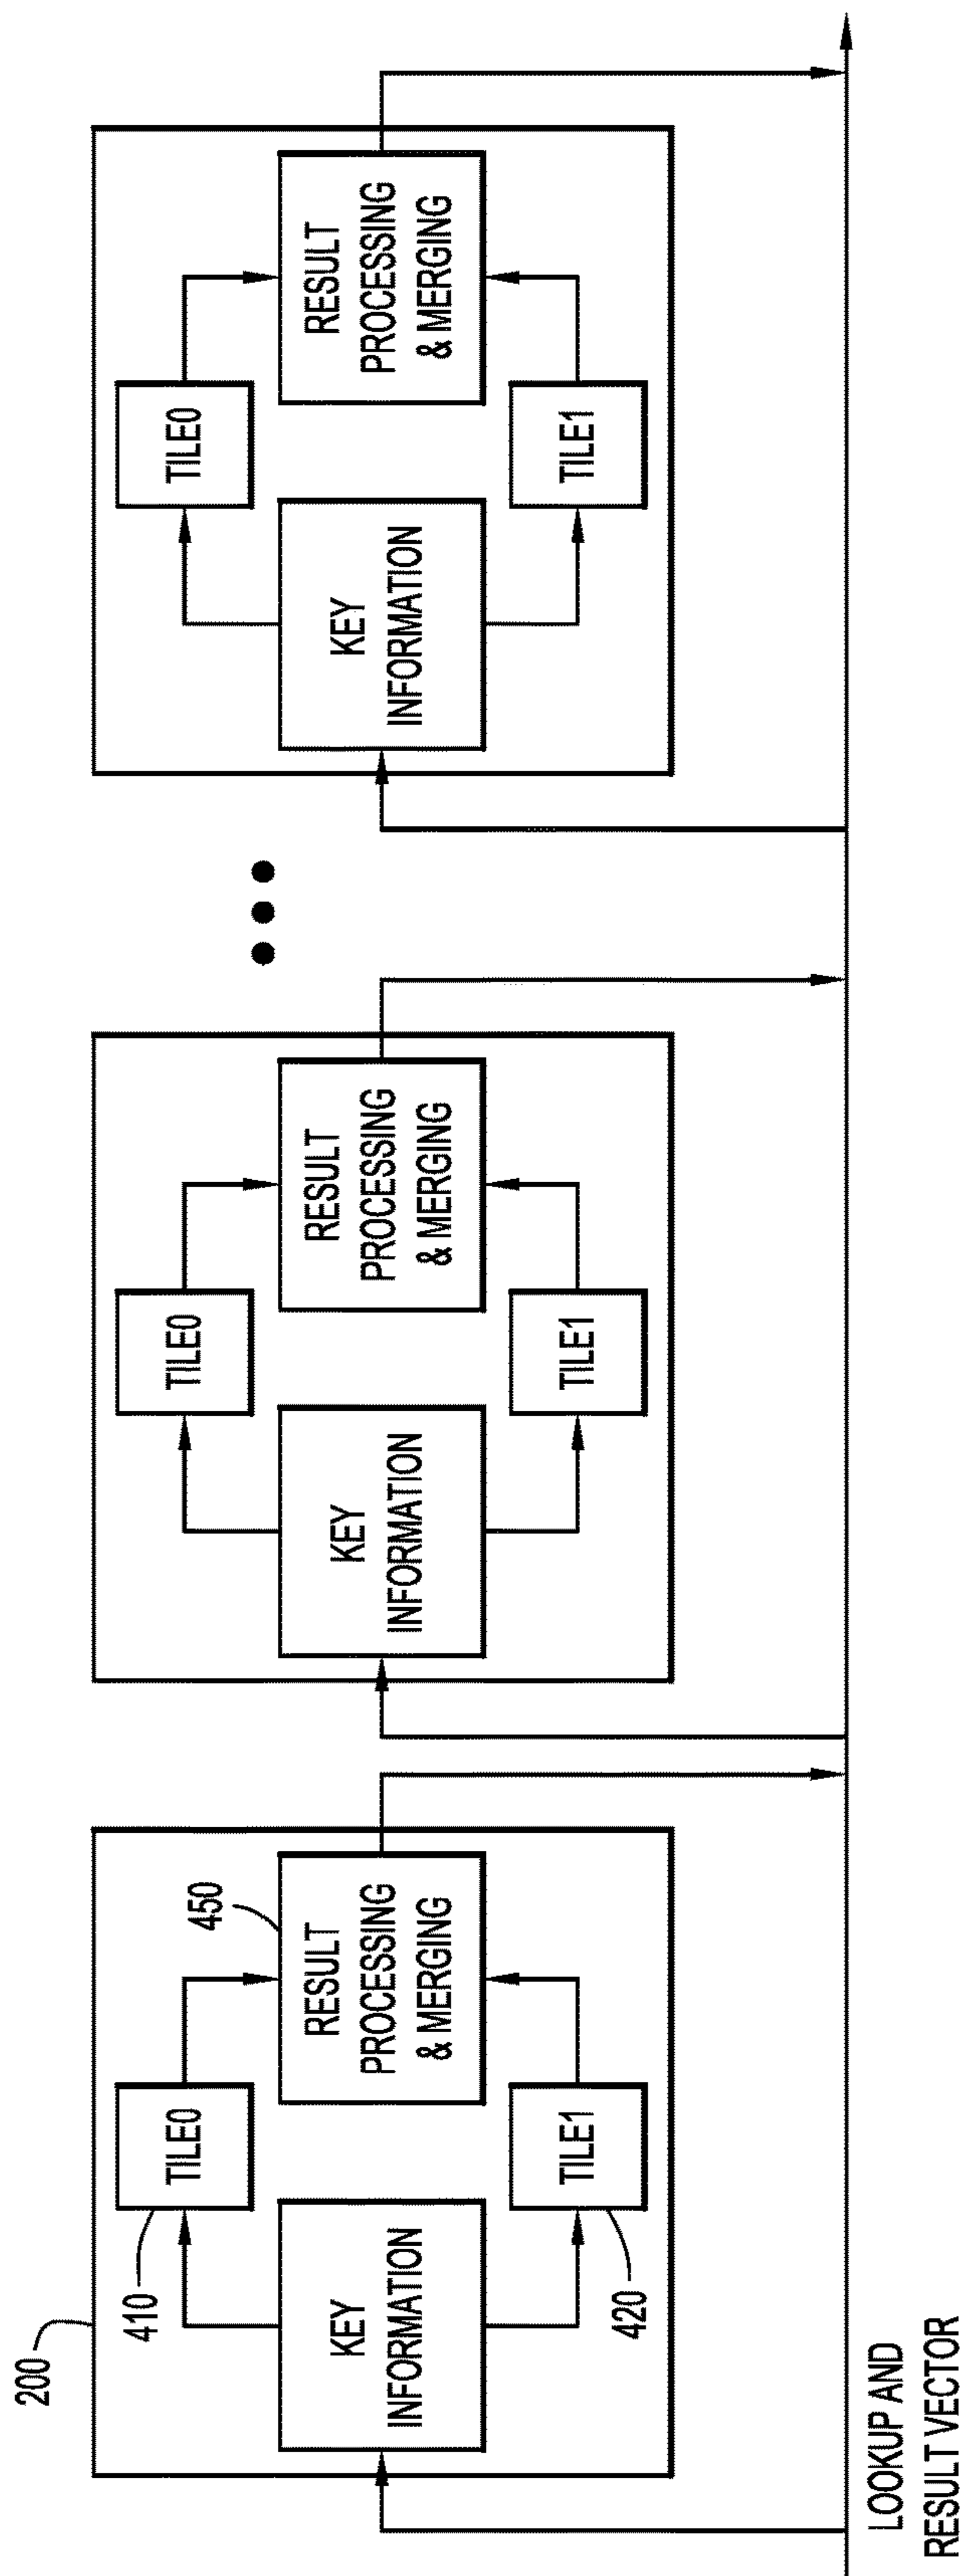 200
410
TILE0
450
KEY
INFORMATION
RESULT
PROCESSING
& MERGING
420
TILE1
TILE0
KEY
INFORMATION
RESULT
PROCESSING
& MERGING
TILE1
TILE0
KEY
INFORMATION
RESULT
PROCESSING
& MERGING
TILE1
LOOKUP AND
RESULT VECTOR